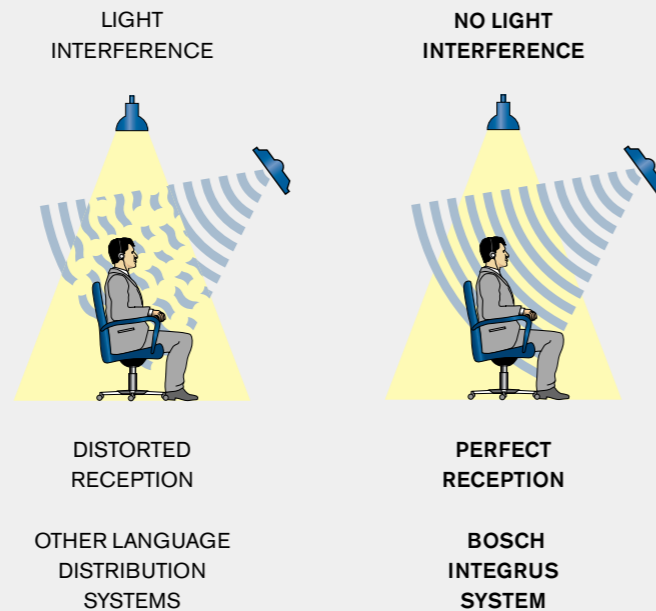 LIGHT
INTERFERENCE
NO LIGHT
INTERFERENCE
DISTORTED
RECEPTION
PERFECT
RECEPTION
OTHER LANGUAGE
DISTRIBUTION
SYSTEMS
BOSCH
INTEGRUS
SYSTEM